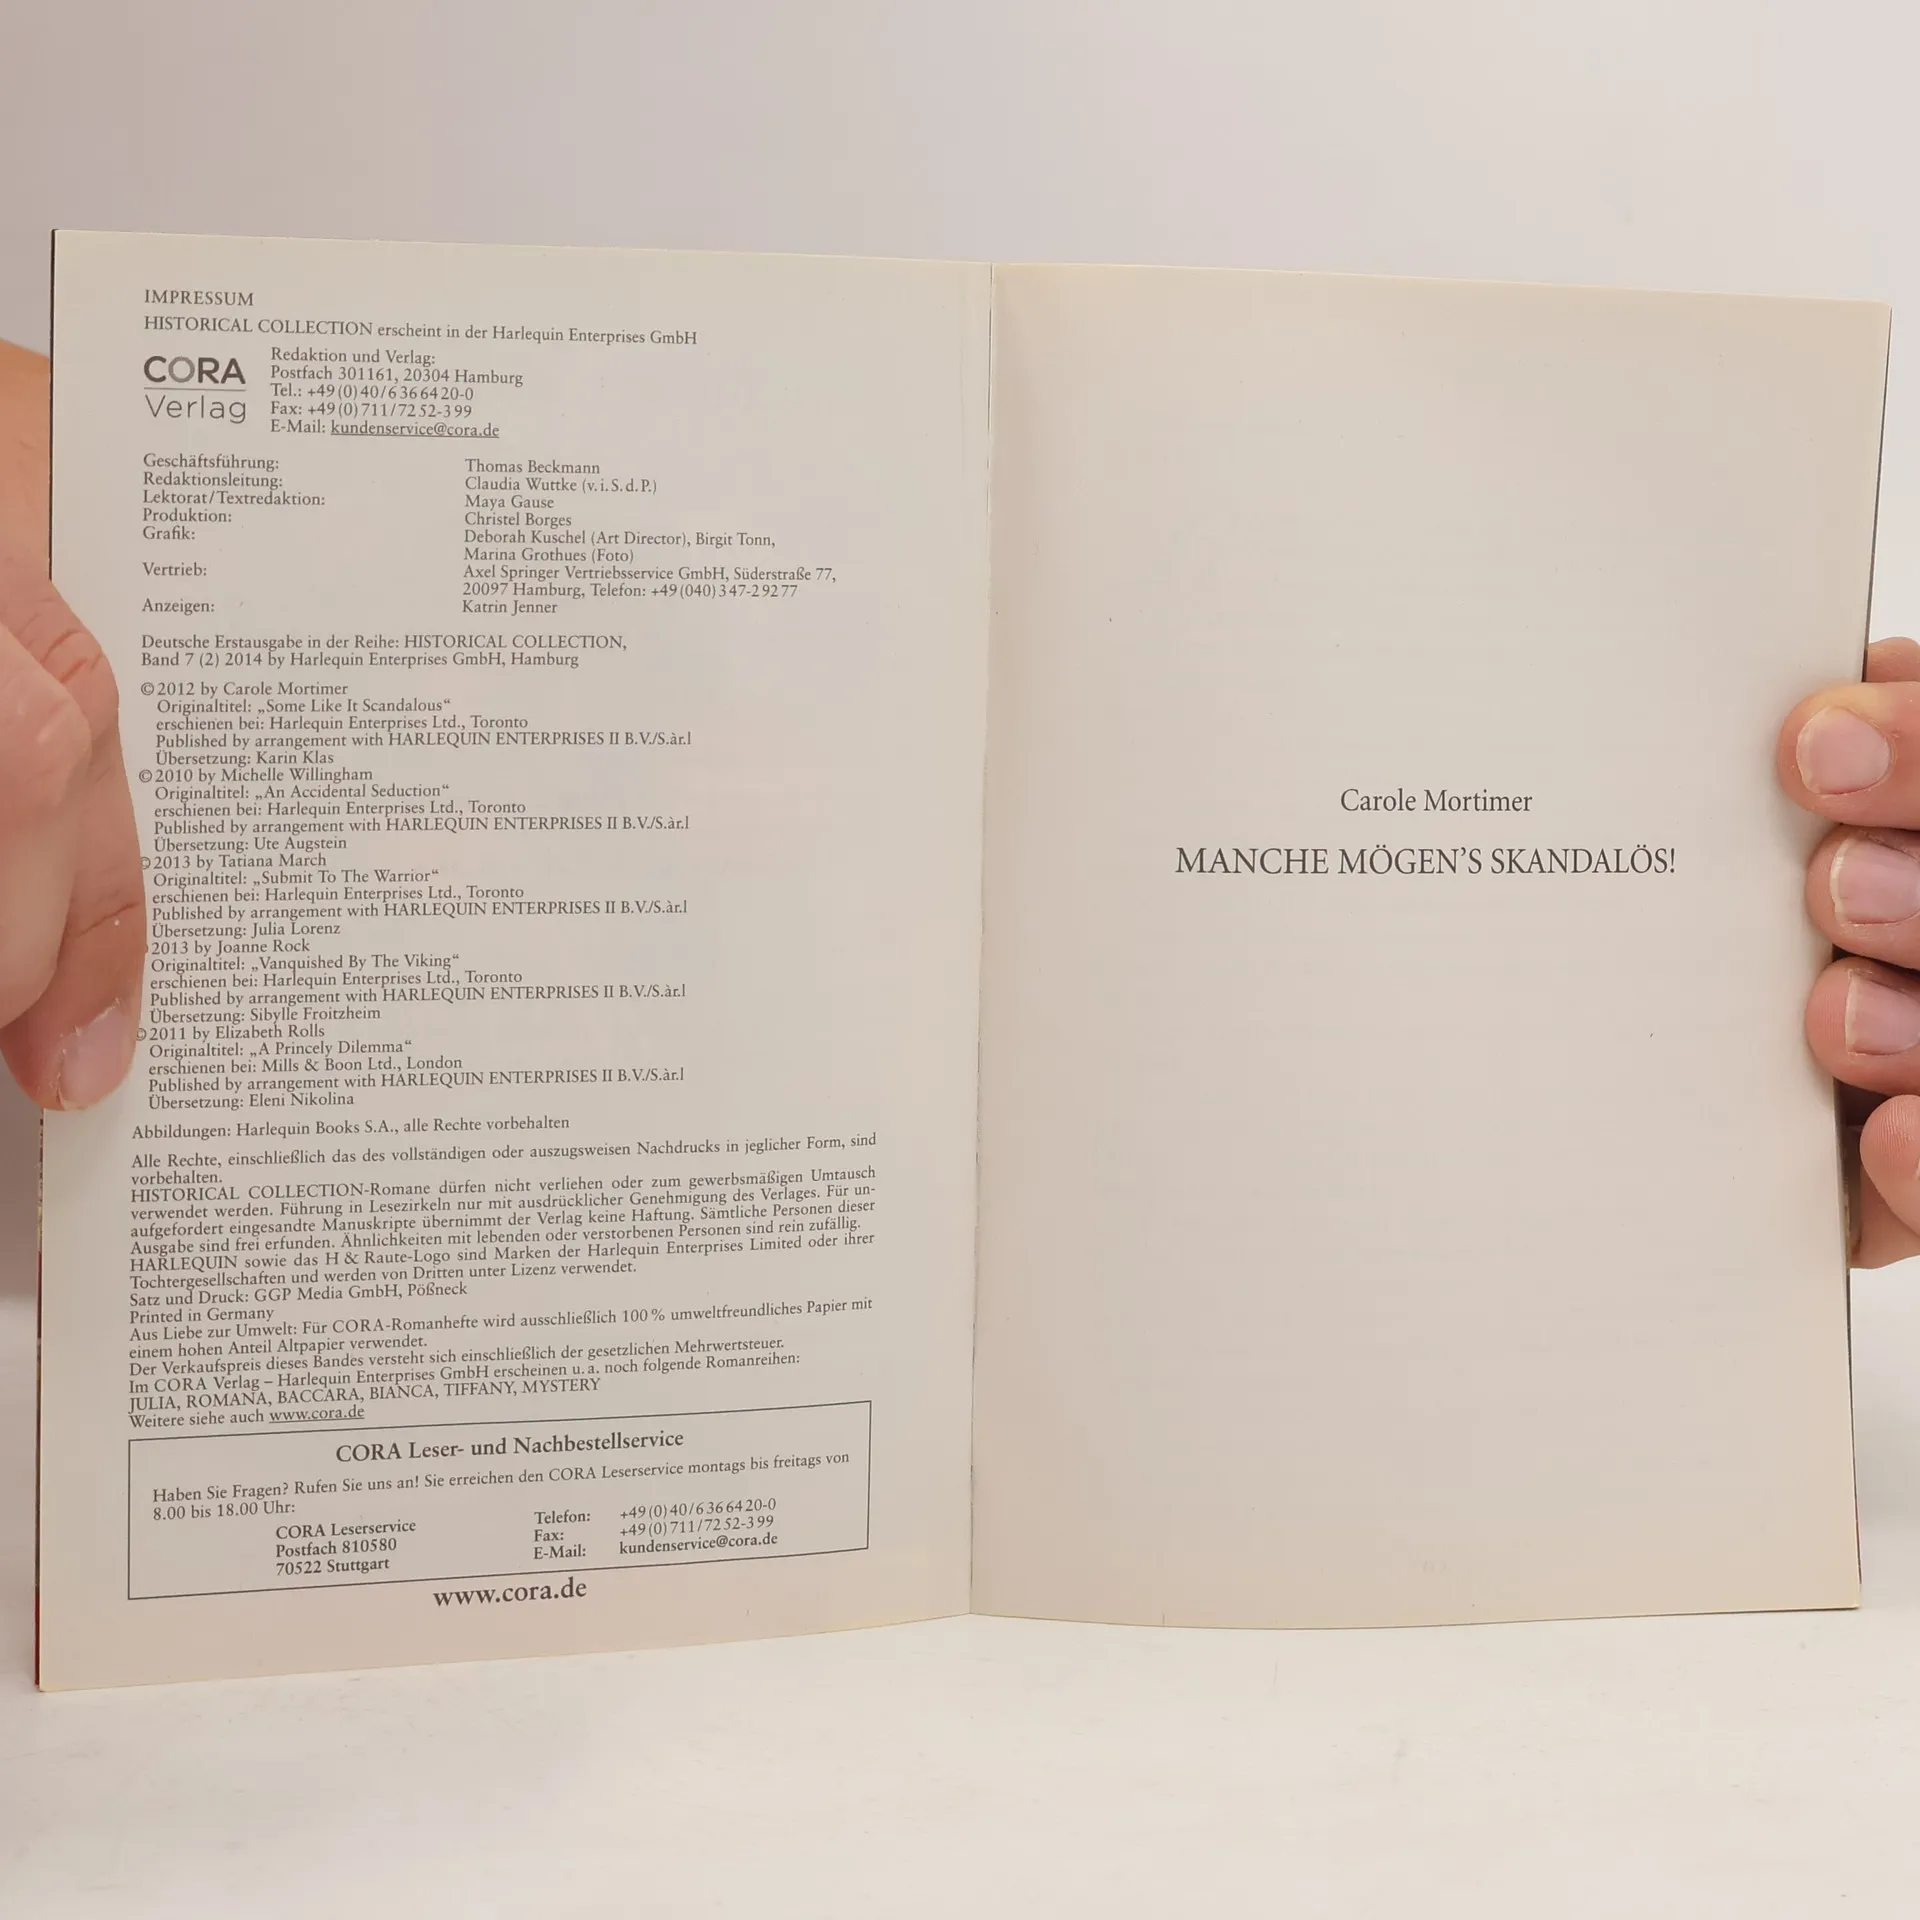 IMPRESSUM
HISTORICAL COLLECTION erscheint in der Harlequin Enterprises GmbH
CORA
Verlag
Redaktion und Verlag:
Postfach 301161, 20304 Hamburg
Tel.: +49(0)40/6366420-0
Fax: +49(0)711/7252-399
E-Mail: kundenservice@cora.de
Geschäftsführung: Thomas Beckmann
Redaktionsleitung: Claudia Wuttke (v.i.S.d.P.)
Lektorat/Textredaktion: Maya Gause
Produktion: Christel Borges
Grafik: Deborah Kuschel (Art Director), Birgit Tonn,
Marina Grothues (Foto)
Vertrieb: Axel Springer Vertriebsservice GmbH, Süderstraße 77,
20097 Hamburg, Telefon: +49(040)347-29277
Anzeigen: Katrin Jenner
Deutsche Erstausgabe in der Reihe: HISTORICAL COLLECTION,
Band 7 (2) 2014 by Harlequin Enterprises GmbH, Hamburg
© 2012 by Carole Mortimer
Originaltitel: „Some Like It Scandalous“
erschienen bei: Harlequin Enterprises Ltd., Toronto
Published by arrangement with HARLEQUIN ENTERPRISES II B.V./S.àr.l
Übersetzung: Karin Klas
© 2010 by Michelle Willingham
Originaltitel: „An Accidental Seduction“
erschienen bei: Harlequin Enterprises Ltd., Toronto
Published by arrangement with HARLEQUIN ENTERPRISES II B.V./S.àr.l
Übersetzung: Ute Augstein
© 2013 by Tatiana March
Originaltitel: „Submit To The Warrior“
erschienen bei: Harlequin Enterprises Ltd., Toronto
Published by arrangement with HARLEQUIN ENTERPRISES II B.V./S.àr.l
Übersetzung: Julia Lorenz
2013 by Joanne Rock
Originaltitel: „Vanquished By The Viking“
erschienen bei: Harlequin Enterprises Ltd., Toronto
Published by arrangement with HARLEQUIN ENTERPRISES II B.V./S.àr.l
Übersetzung: Sibylle Froitzheim
© 2011 by Elizabeth Rolls
Originaltitel: „A Princely Dilemma“
erschienen bei: Mills & Boon Ltd., London
Published by arrangement with HARLEQUIN ENTERPRISES II B.V./S.àr.l
Übersetzung: Eleni Nikolina
Abbildungen: Harlequin Books S.A., alle Rechte vorbehalten
Alle Rechte, einschließlich das des vollständigen oder auszugsweisen Nachdrucks in jeglicher Form, sind
vorbehalten.
HISTORICAL COLLECTION-Romane dürfen nicht verliehen oder zum gewerbsmäßigen Umtausch
verwendet werden. Führung in Lesezirkeln nur mit ausdrücklicher Genehmigung des Verlages. Für un-
aufgefordert eingesandte Manuskripte übernimmt der Verlag keine Haftung. Sämtliche Personen dieser
Ausgabe sind frei erfunden. Ähnlichkeiten mit lebenden oder verstorbenen Personen sind rein zufällig.
HARLEQUIN sowie das H & Raute-Logo sind Marken der Harlequin Enterprises Limited oder ihrer
Tochtergesellschaften und werden von Dritten unter Lizenz verwendet.
Satz und Druck: GGP Media GmbH, Pößneck
Printed in Germany
Aus Liebe zur Umwelt: Für CORA-Romanhefte wird ausschließlich 100 % umweltfreundliches Papier mit
einem hohen Anteil Altpapier verwendet.
Der Verkaufspreis dieses Bandes versteht sich einschließlich der gesetzlichen Mehrwertsteuer.
Im CORA Verlag – Harlequin Enterprises GmbH erscheinen u. a. noch folgende Romanreihen:
JULIA, ROMANA, BACCARA, BIANCA, TIFFANY, MYSTERY
Weitere siehe auch www.cora.de
CORA Leser- und Nachbestellservice
Haben Sie Fragen? Rufen Sie uns an! Sie erreichen den CORA Leserservice montags bis freitags von
8.00 bis 18.00 Uhr:
CORA Leserservice
Postfach 810580
70522 Stuttgart
Telefon: +49(0)40/6366420-0
Fax: +49(0)711/7252-399
E-Mail: kundenservice@cora.de
www.cora.de
Carole Mortimer
MANCHE MÖGEN'S SKANDALÖS!